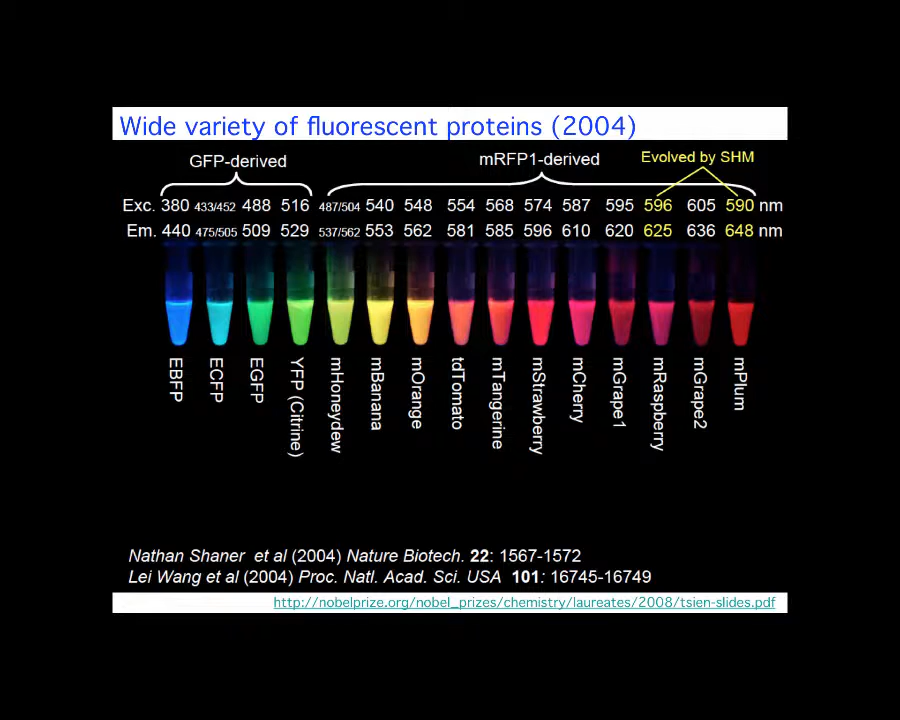 Wide variety of fluorescent proteins (2004)
GFP-derived
mRFP1-derived
Evolved by SHM
Exc. 380 433/452 488 516 487/504 540 548 554 568 574 587 595 596 605 590 nm
Em. 440 475/505 509 529 537/562 553 562 581 585 596 610 620 625 636 648 nm
EBFP
ECFP
EGFP
YFP (Citrine)
mHoneydew
mBanana
mOrange
tdTomato
mTangerine
mStrawberry
mCherry
mGrape1
mRaspberry
mGrape2
mPlum
Nathan Shaner et al (2004) Nature Biotech. 22: 1567-1572
Lei Wang et al (2004) Proc. Natl. Acad. Sci. USA 101: 16745-16749
http://nobelprize.org/nobel_prizes/chemistry/laureates/2008/tsien-slides.pdf